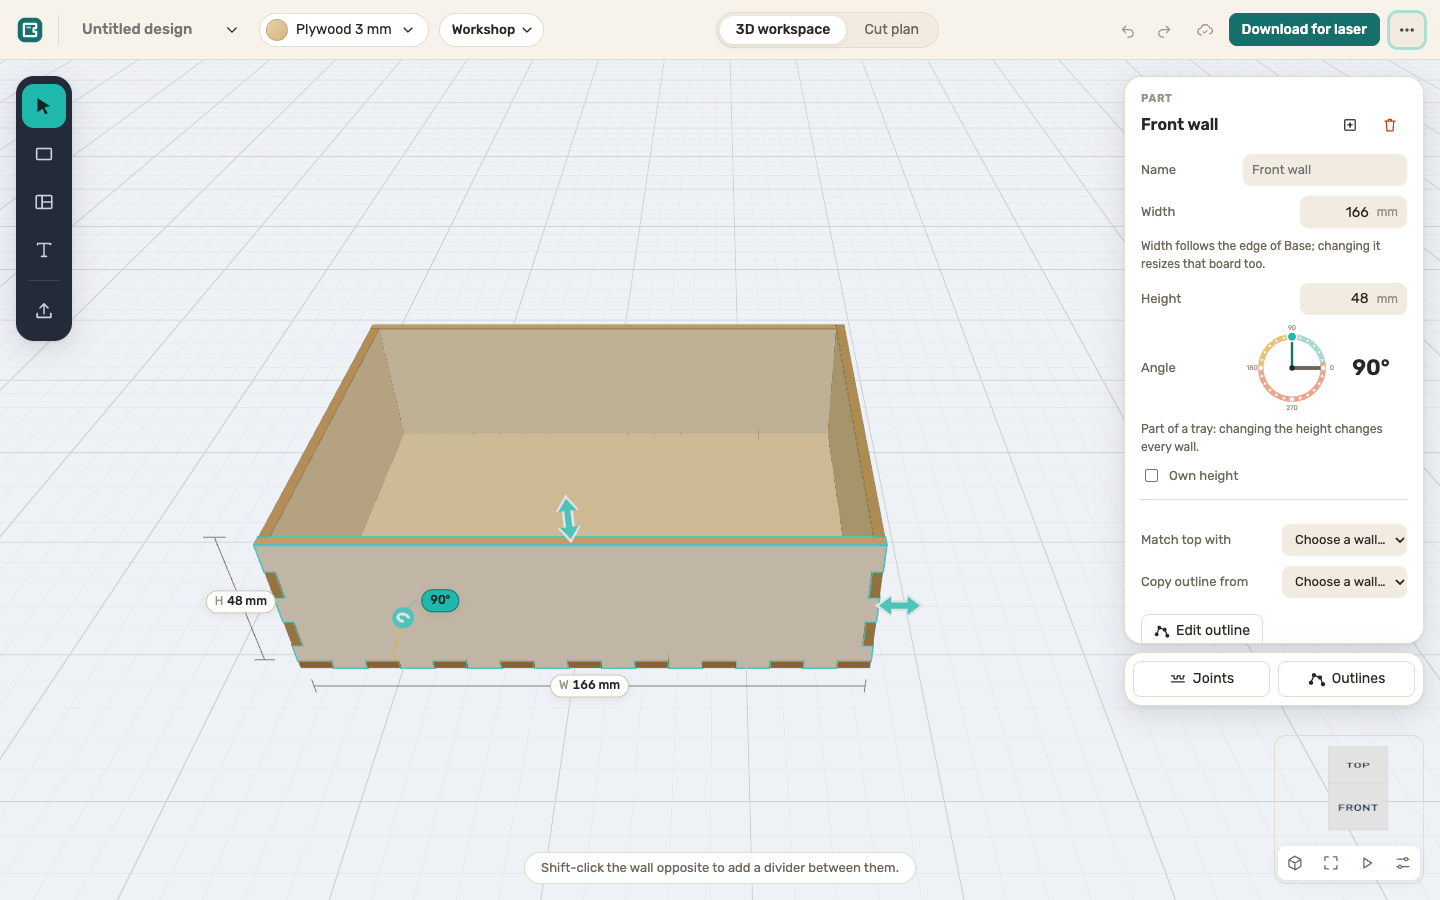 Untitled design
Plywood 3 mm
Workshop
3D workspace
Cut plan
Download for laser
PART
Front wall
Name
Front wall
Width
166 mm
Width follows the edge of Base; changing it
resizes that board too.
Height
48 mm
Angle
90
180
0
270
90°
Part of a tray: changing the height changes
every wall.
Own height
Match top with
Choose a wall...
Copy outline from
Choose a wall...
Edit outline
Joints
Outlines
H 48 mm
90°
W 166 mm
TOP
FRONT
Shift-click the wall opposite to add a divider between them.